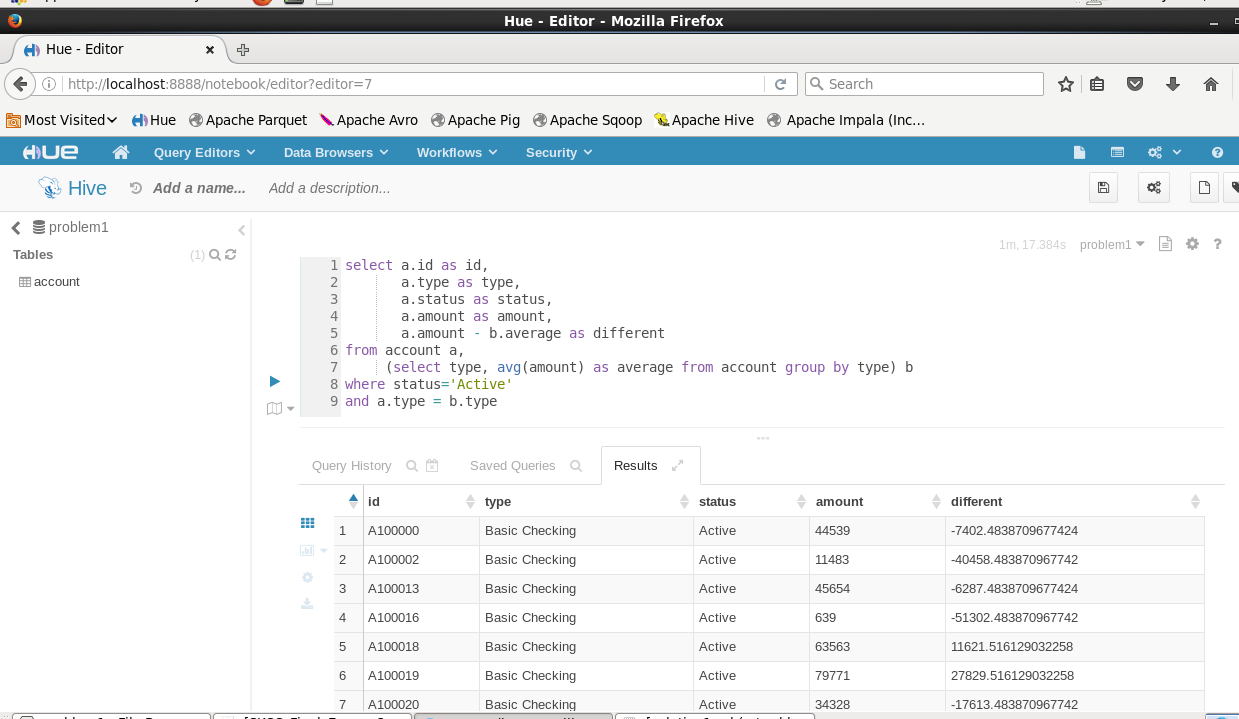 Hue - Editor - Mozilla Firefox
Hue - Editor
http://localhost:8888/notebook/editor?editor=7
Search
Most Visited Hue Apache Parquet Apache Avro Apache Pig Apache Sqoop Apache Hive Apache Impala (Inc...
HUE Query Editors Data Browsers Workflows Security
Hive Add a name... Add a description...
problem1
Tables (1)
account
1m, 17.384s problem1 ?
1 select a.id as id,
2 a.type as type,
3 a.status as status,
4 a.amount as amount,
5 a.amount - b.average as different
6 from account a,
7 (select type, avg(amount) as average from account group by type) b
8 where status='Active'
9 and a.type = b.type
Query History Saved Queries Results
id type status amount different
1 A100000 Basic Checking Active 44539 -7402.4838709677424
2 A100002 Basic Checking Active 11483 -40458.483870967742
3 A100013 Basic Checking Active 45654 -6287.4838709677424
4 A100016 Basic Checking Active 639 -51302.483870967742
5 A100018 Basic Checking Active 63563 11621.516129032258
6 A100019 Basic Checking Active 79771 27829.516129032258
7 A100020 Basic Checking Active 34328 -17613.483870967742